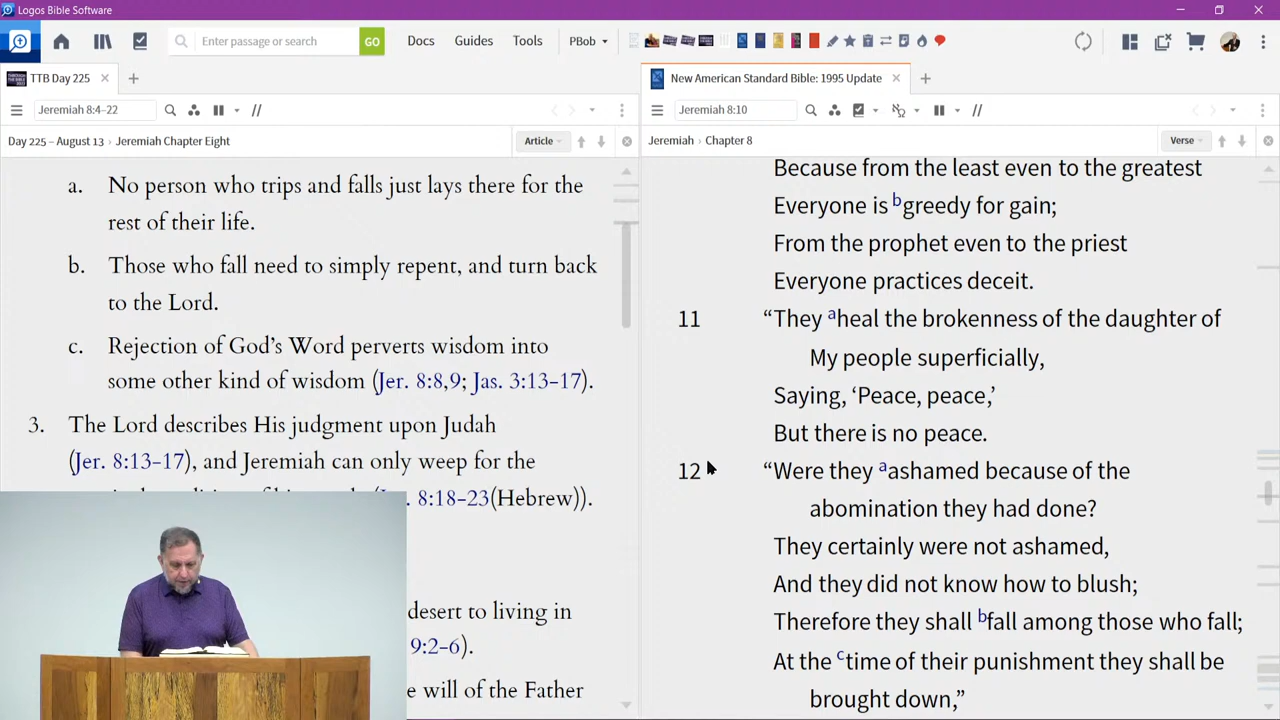 Logos Bible Software
Enter passage or search
GO
Docs
Guides
Tools
PBob
TTB Day 225
Jeremiah 8:4–22
Day 225 – August 13 › Jeremiah Chapter Eight
Article
a. No person who trips and falls just lays there for the
rest of their life.
b. Those who fall need to simply repent, and turn back
to the Lord.
c. Rejection of God’s Word perverts wisdom into
some other kind of wisdom (Jer. 8:8,9; Jas. 3:13–17).
3. The Lord describes His judgment upon Judah
(Jer. 8:13–17), and Jeremiah can only weep for the
8:18–23(Hebrew)).
desert to living in
9:2–6).
e will of the Father
New American Standard Bible: 1995 Update
Jeremiah 8:10
Jeremiah › Chapter 8
Verse
Because from the least even to the greatest
Everyone is bgreedy for gain;
From the prophet even to the priest
Everyone practices deceit.
11 “They aheal the brokenness of the daughter of
My people superficially,
Saying, ‘Peace, peace,’
But there is no peace.
12 “Were they aashamed because of the
abomination they had done?
They certainly were not ashamed,
And they did not know how to blush;
Therefore they shall bfall among those who fall;
At the ctime of their punishment they shall be
brought down,”